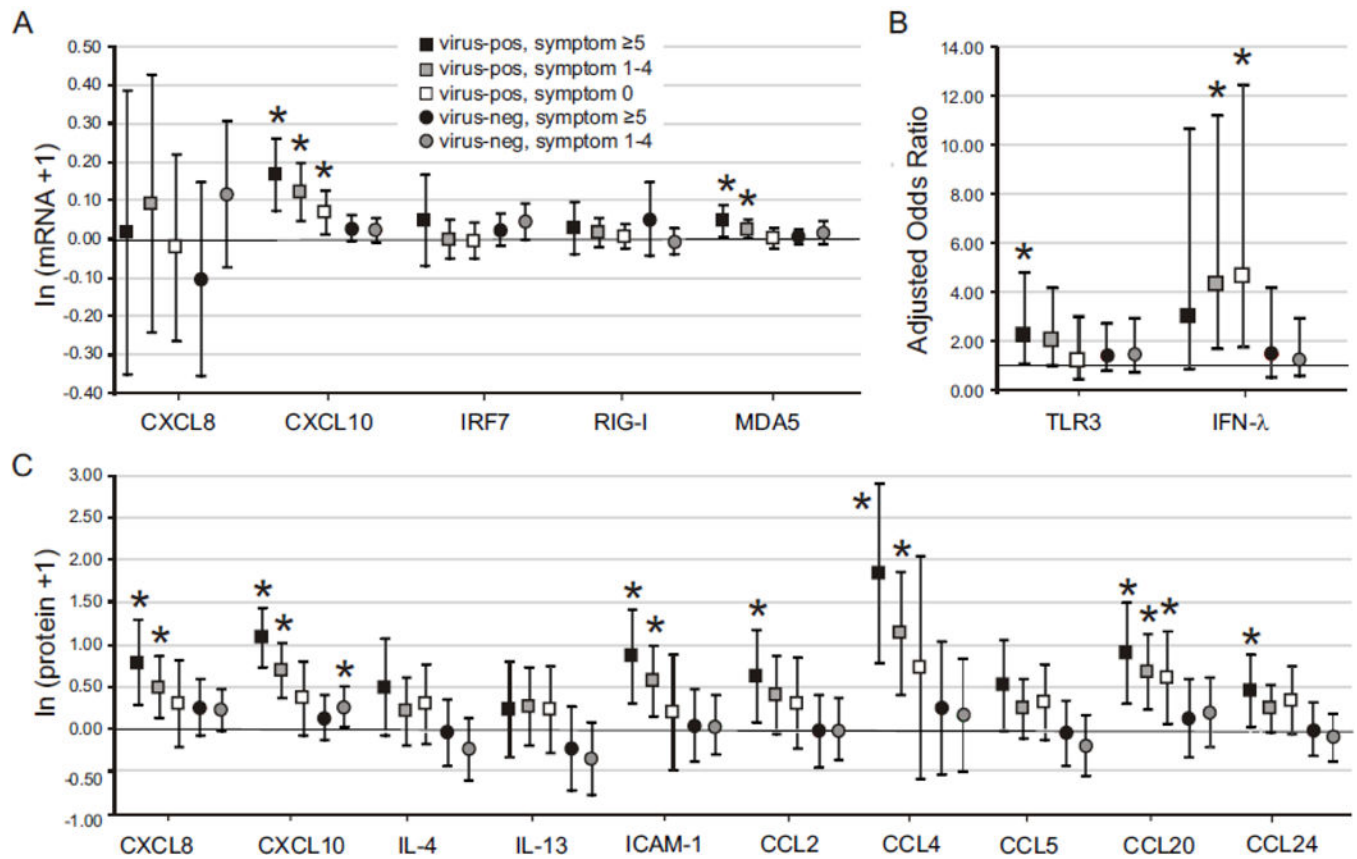 A
B
0.50
0.40
0.30
0.20
0.10
0.00
-0.10
-0.20
-0.30
-0.40
ln (mRNA +1)
virus-pos, symptom ≥5
virus-pos, symptom 1-4
virus-pos, symptom 0
virus-neg, symptom ≥5
virus-neg, symptom 1-4
* * * * *
CXCL8 CXCL10 IRF7 RIG-I MDA5
14.00
12.00
10.00
8.00
6.00
4.00
2.00
0.00
Adjusted Odds Ratio
* * *
TLR3 IFN-λ
C
3.00
2.00
1.50
1.00
0.50
0.00
-0.50
-1.00
ln (protein +1)
* * * * * * * * * * * * * * *
CXCL8 CXCL10 IL-4 IL-13 ICAM-1 CCL2 CCL4 CCL5 CCL20 CCL24